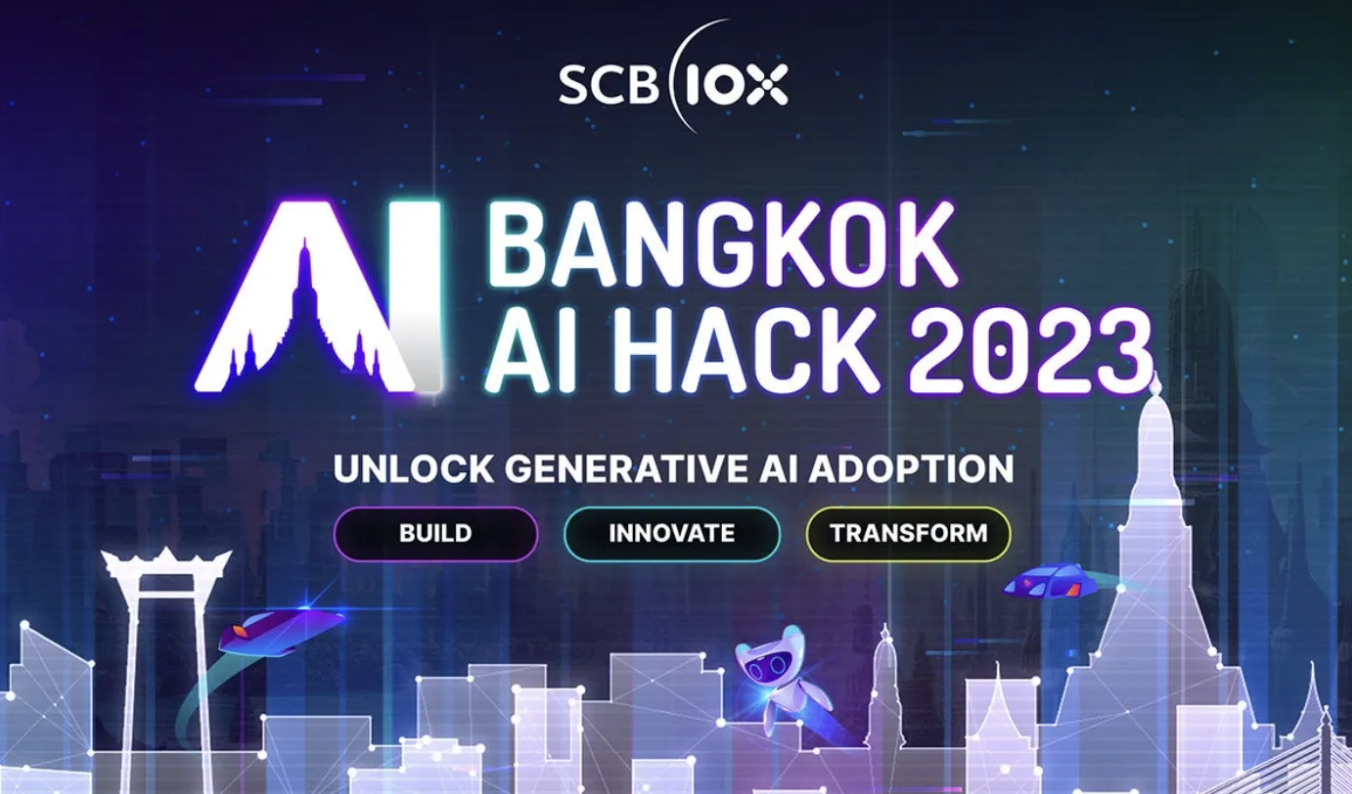 SCB 10X
AI
BANGKOK
AI HACK 2023
UNLOCK GENERATIVE AI ADOPTION
BUILD
INNOVATE
TRANSFORM